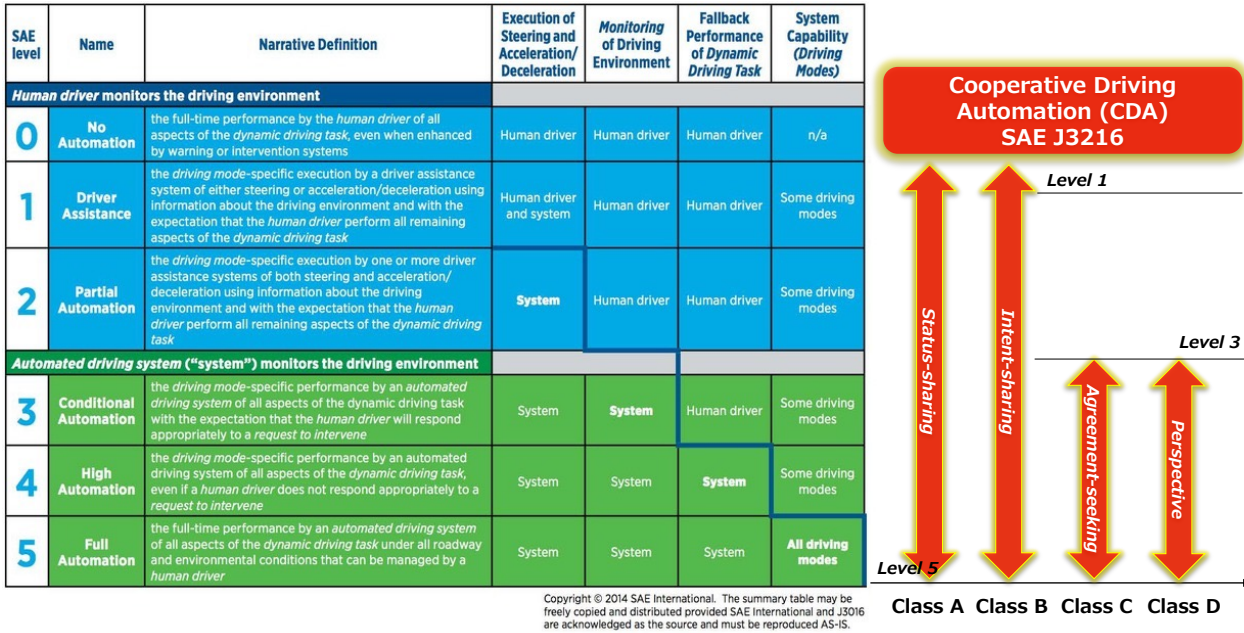 SAE level
Name
Narrative Definition
Execution of Steering and Acceleration/ Deceleration
Monitoring of Driving Environment
Fallback Performance of Dynamic Driving Task
System Capability (Driving Modes)
Human driver monitors the driving environment
0
No Automation
the full-time performance by the human driver of all
aspects of the dynamic driving task, even when enhanced
by warning or intervention systems
Human driver
Human driver
Human driver
n/a
1
Driver Assistance
the driving mode-specific execution by a driver assistance
system of either steering or acceleration/deceleration using
information about the driving environment and with the
expectation that the human driver perform all remaining
aspects of the dynamic driving task
Human driver and system
Human driver
Human driver
Some driving modes
2
Partial Automation
the driving mode-specific execution by one or more driver
assistance systems of both steering and acceleration/
deceleration using information about the driving
environment and with the expectation that the human
driver perform all remaining aspects of the dynamic driving
task
System
Human driver
Human driver
Some driving modes
Automated driving system (“system”) monitors the driving environment
3
Conditional Automation
the driving mode-specific performance by an automated
driving system of all aspects of the dynamic driving task
with the expectation that the human driver will respond
appropriately to a request to intervene
System
System
Human driver
Some driving modes
4
High Automation
the driving mode-specific performance by an automated
driving system of all aspects of the dynamic driving task,
even if a human driver does not respond appropriately to a
request to intervene
System
System
System
Some driving modes
5
Full Automation
the full-time performance by an automated driving system
of all aspects of the dynamic driving task under all roadway
and environmental conditions that can be managed by a
human driver
System
System
System
All driving modes
Copyright © 2014 SAE International. The summary table may be
freely copied and distributed provided SAE International and J3016
are acknowledged as the source and must be reproduced AS-IS.
Cooperative Driving
Automation (CDA)
SAE J3216
Level 1
Level 3
Level 5
Status-sharing
Intent-sharing
Agreement-seeking
Perspective
Class A
Class B
Class C
Class D